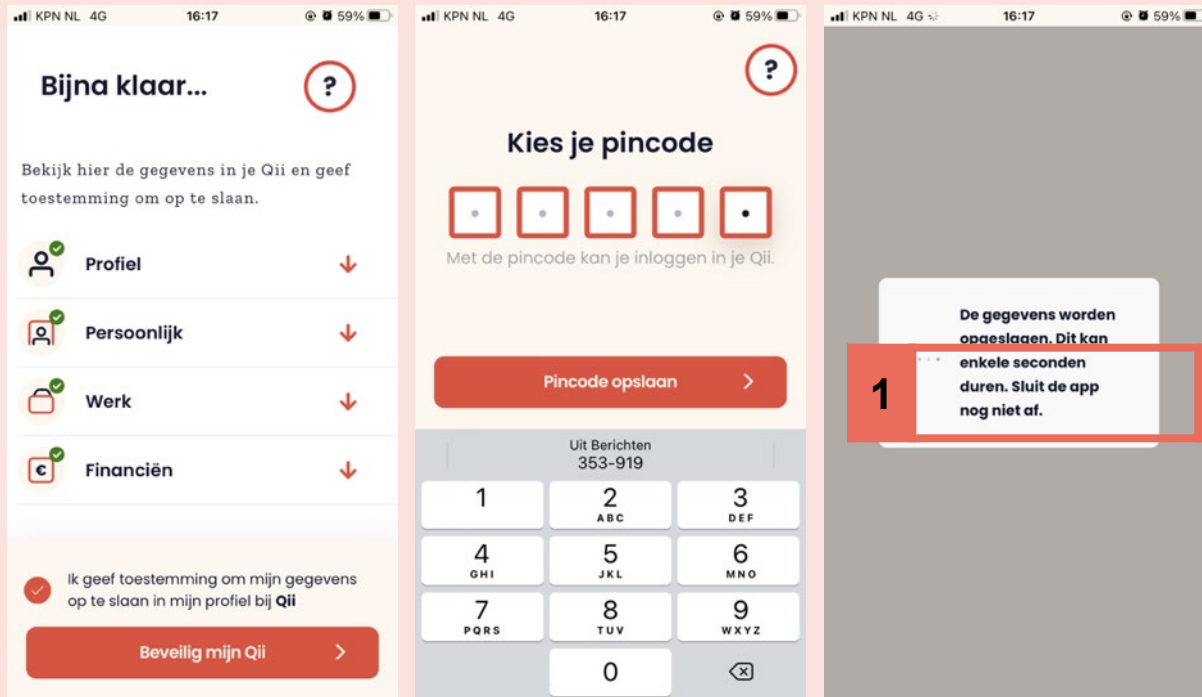 KPN NL 4G 16:17 59%
Bijna klaar...
?
Bekijk hier de gegevens in je Qii en geef
toestemming om op te slaan.
Profiel
Persoonlijk
Werk
€ Financiën
Ik geef toestemming om mijn gegevens
op te slaan in mijn profiel bij Qii
Beveilig mijn Qii
KPN NL 4G 16:17 59%
?
Kies je pincode
Met de pincode kan je inloggen in je Qii.
Pincode opslaan
Uit Berichten
353-919
1 2 3
ABC DEF
4 5 6
GHI JKL MNO
7 8 9
PQRS TUV WXYZ
0
KPN NL 4G 16:17 59%
De gegevens worden
opgeslagen. Dit kan
enkele seconden
duren. Sluit de app
nog niet af.
1